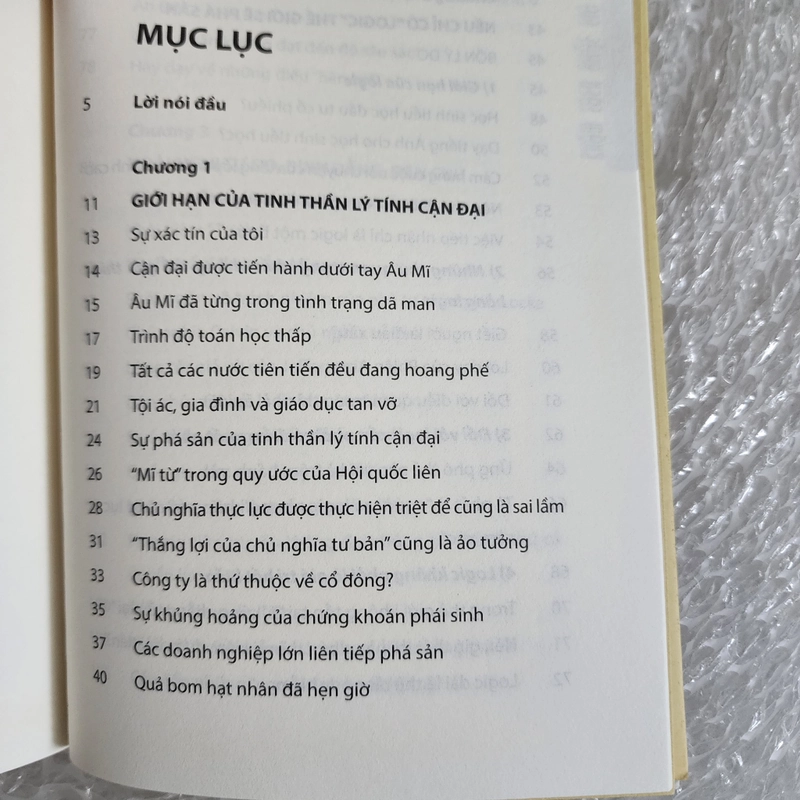 MỤC LỤC
5 Lời nói đầu
Chương 1
11 GIỚI HẠN CỦA TINH THẦN LÝ TÍNH CẬN ĐẠI
13 Sự xác tín của tôi
14 Cận đại được tiến hành dưới tay Âu Mĩ
15 Âu Mĩ đã từng trong tình trạng dã man
17 Trình độ toán học thấp
19 Tất cả các nước tiên tiến đều đang hoang phế
21 Tội ác, gia đình và giáo dục tan vỡ
24 Sự phá sản của tinh thần lý tính cận đại
26 “Mĩ từ” trong quy ước của Hội quốc liên
28 Chủ nghĩa thực lực được thực hiện triệt để cũng là sai lầm
31 “Thắng lợi của chủ nghĩa tư bản” cũng là ảo tưởng
33 Công ty là thứ thuộc về cổ đông?
35 Sự khủng hoảng của chứng khoán phái sinh
37 Các doanh nghiệp lớn liên tiếp phá sản
40 Quả bom hạt nhân đã hẹn giờ